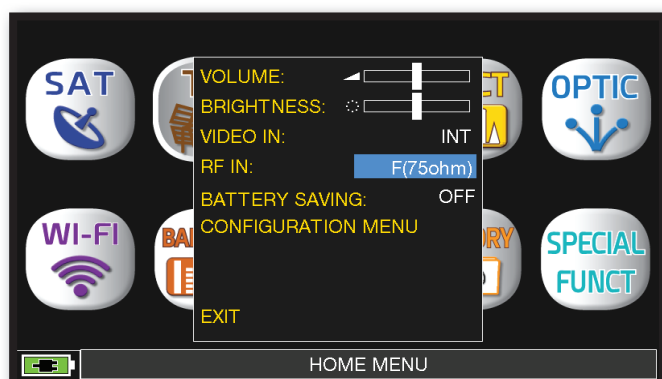 SAT
OPTIC
VOLUME:
BRIGHTNESS:
VIDEO IN: INT
RF IN: F(75ohm)
BATTERY SAVING: OFF
CONFIGURATION MENU
EXIT
WI-FI
SPECIAL
FUNCT
HOME MENU